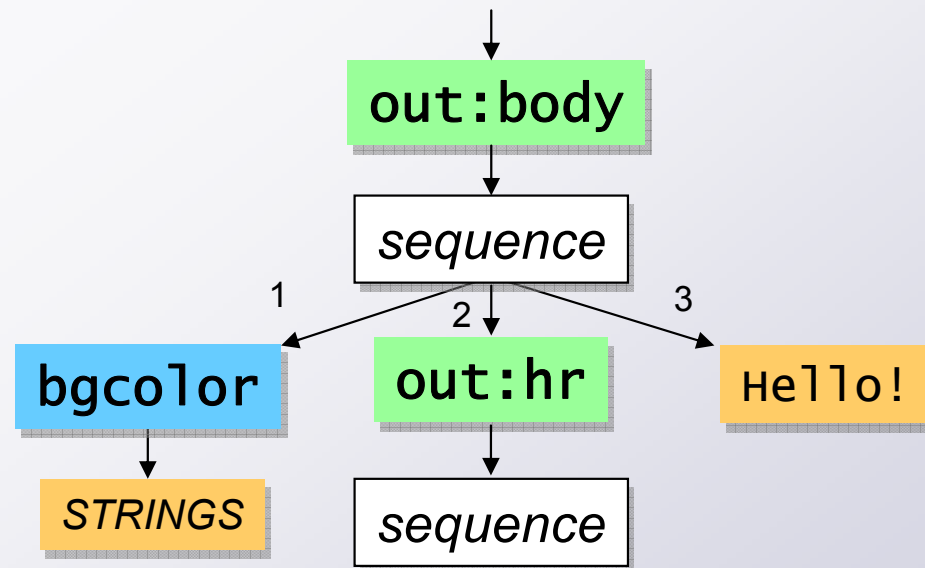 out:body
sequence
1
2
3
bgcolor
out:hr
Hello!
STRINGS
sequence